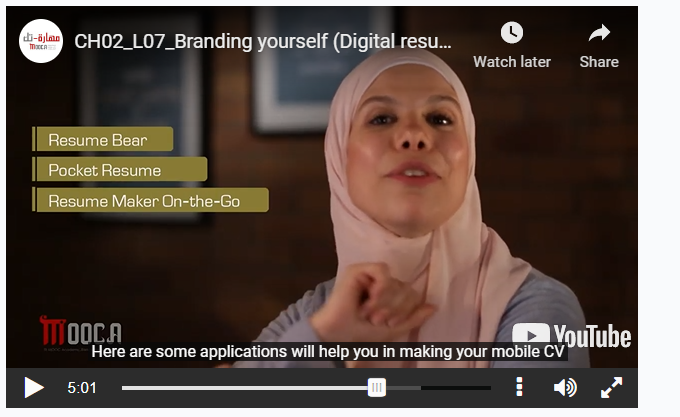 مهارة-تك
MOOCA
CH02_L07_Branding yourself (Digital resu...
Watch later
Share
Resume Bear
Pocket Resume
Resume Maker On-the-Go
MOOCA
YouTube
Here are some applications will help you in making your mobile CV
5:01